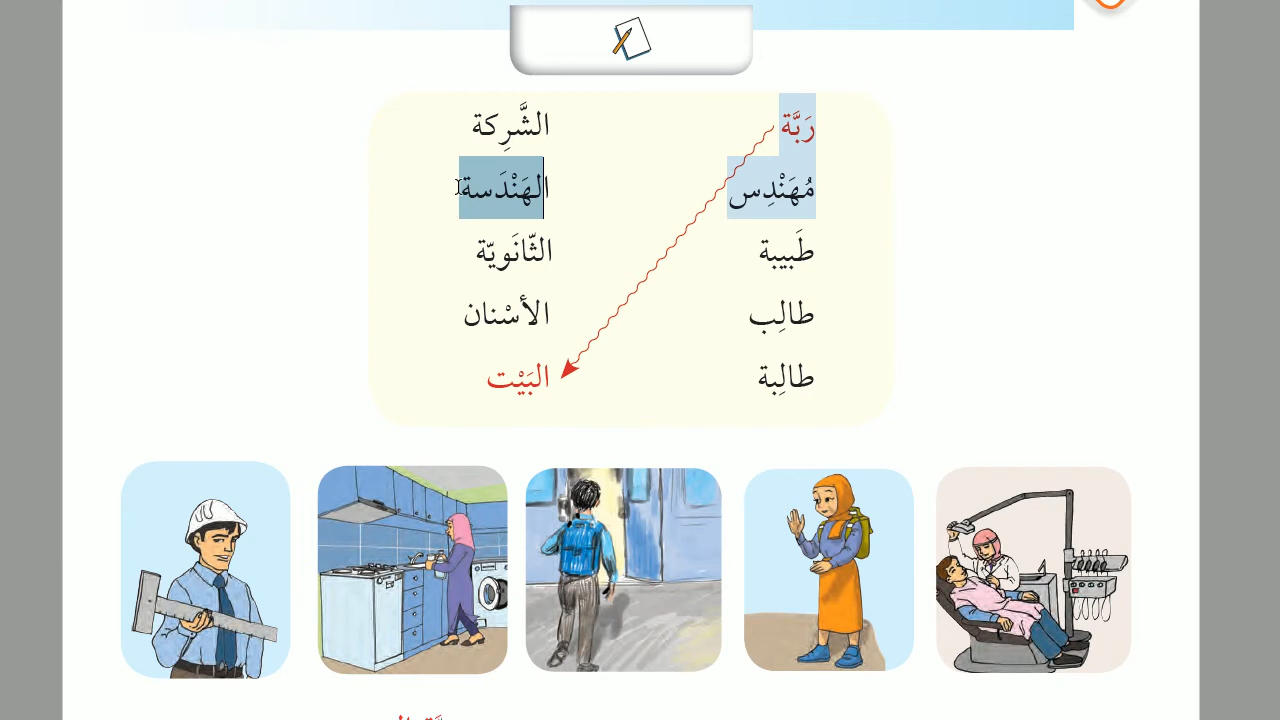 رَبَّة الشَّرِكة
مُهَنْدِس الهَنْدَسة
طَبيبة الثّانَويّة
طالِب الأسْنان
طالِبة البَيْت